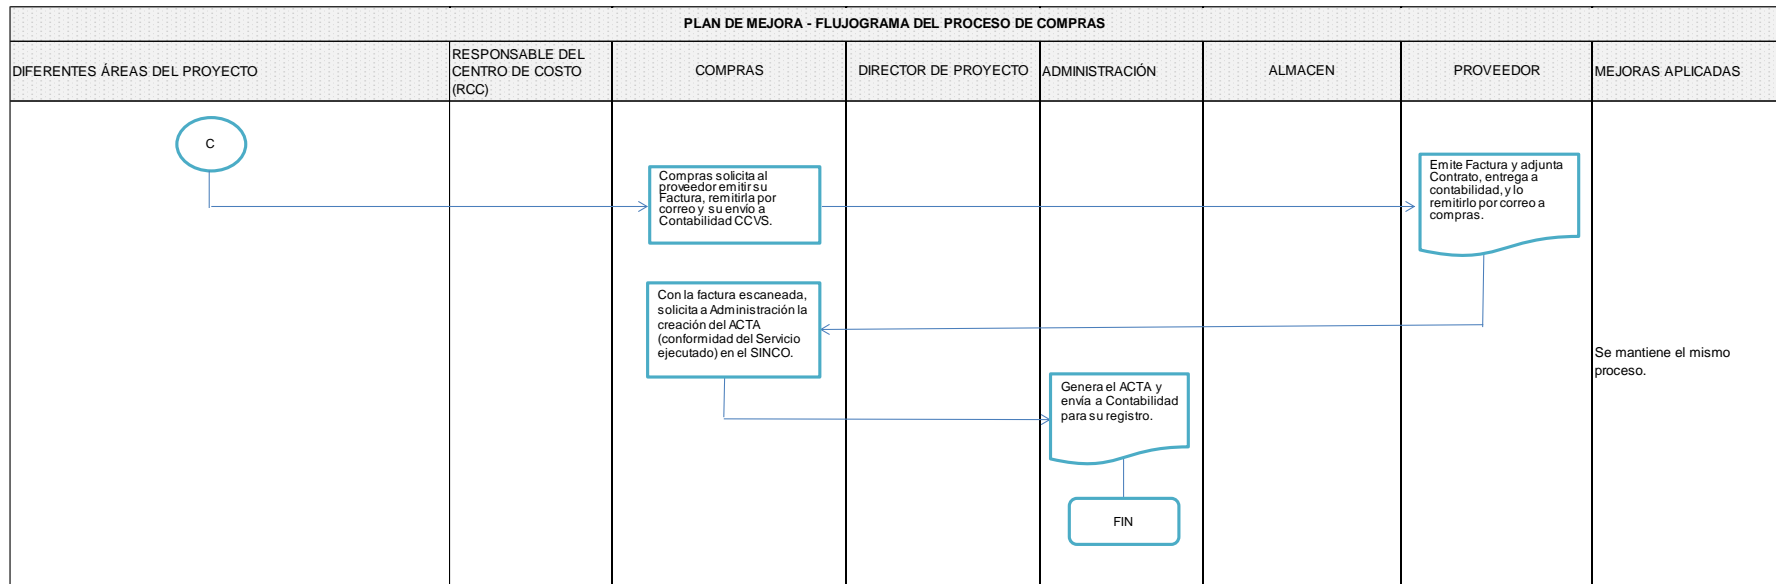 PLAN DE MEJORA - FLUJOGRAMA DEL PROCESO DE COMPRAS
DIFERENTES ÁREAS DEL PROYECTO
RESPONSABLE DEL
CENTRO DE COSTO
(RCC)
COMPRAS
DIRECTOR DE PROYECTO
ADMINISTRACIÓN
ALMACEN
PROVEEDOR
MEJORAS APLICADAS
C
Compras solicita al
proveedor emitir su
Factura, remitirla por
correo y su envío a
Contabilidad CCVS.
Emite Factura y adjunta
Contrato, entrega a
contabilidad, y lo
remitirlo por correo a
compras.
Con la factura escaneada,
solicita a Administración la
creación del ACTA
(conformidad del Servicio
ejecutado) en el SINCO.
Se mantiene el mismo
proceso.
Genera el ACTA y
envía a Contabilidad
para su registro.
FIN